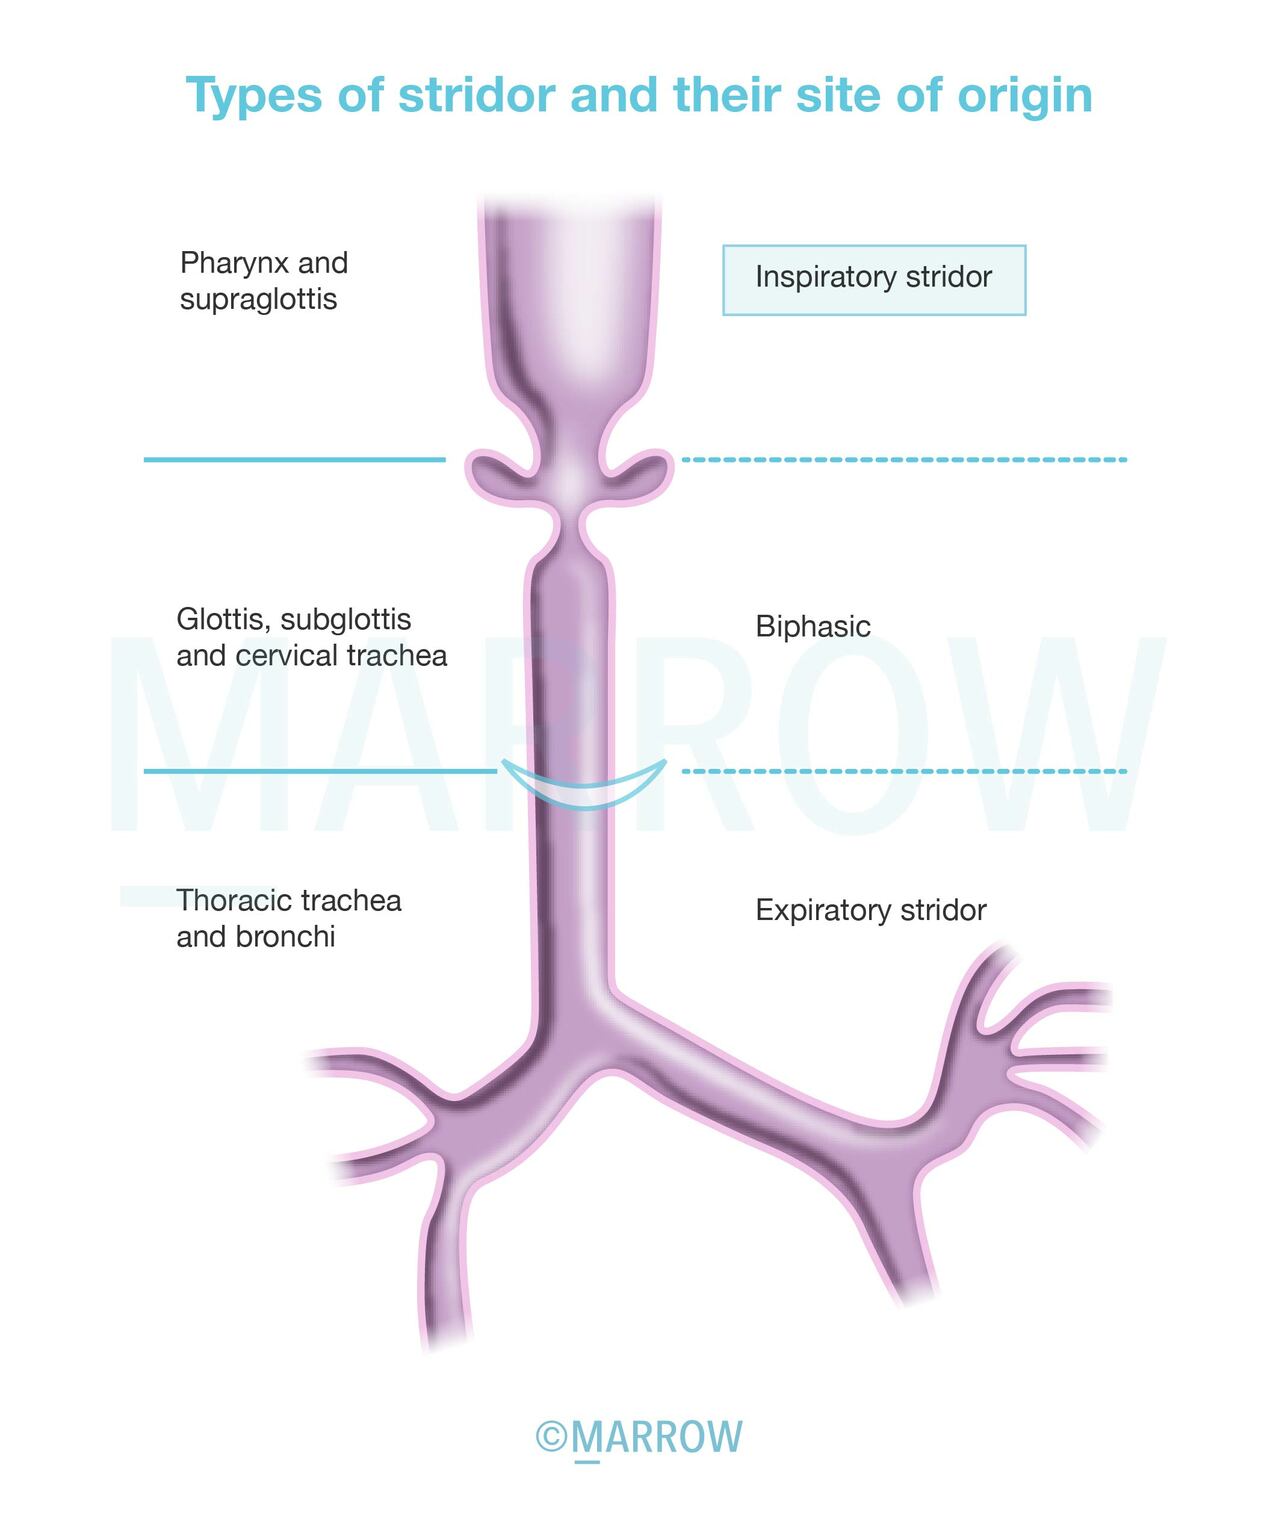 Types of stridor and their site of origin
Pharynx and
supraglottis
Inspiratory stridor
Glottis, subglottis
and cervical trachea
Biphasic
MARROW
Thoracic trachea
and bronchi
Expiratory stridor
©MARROW